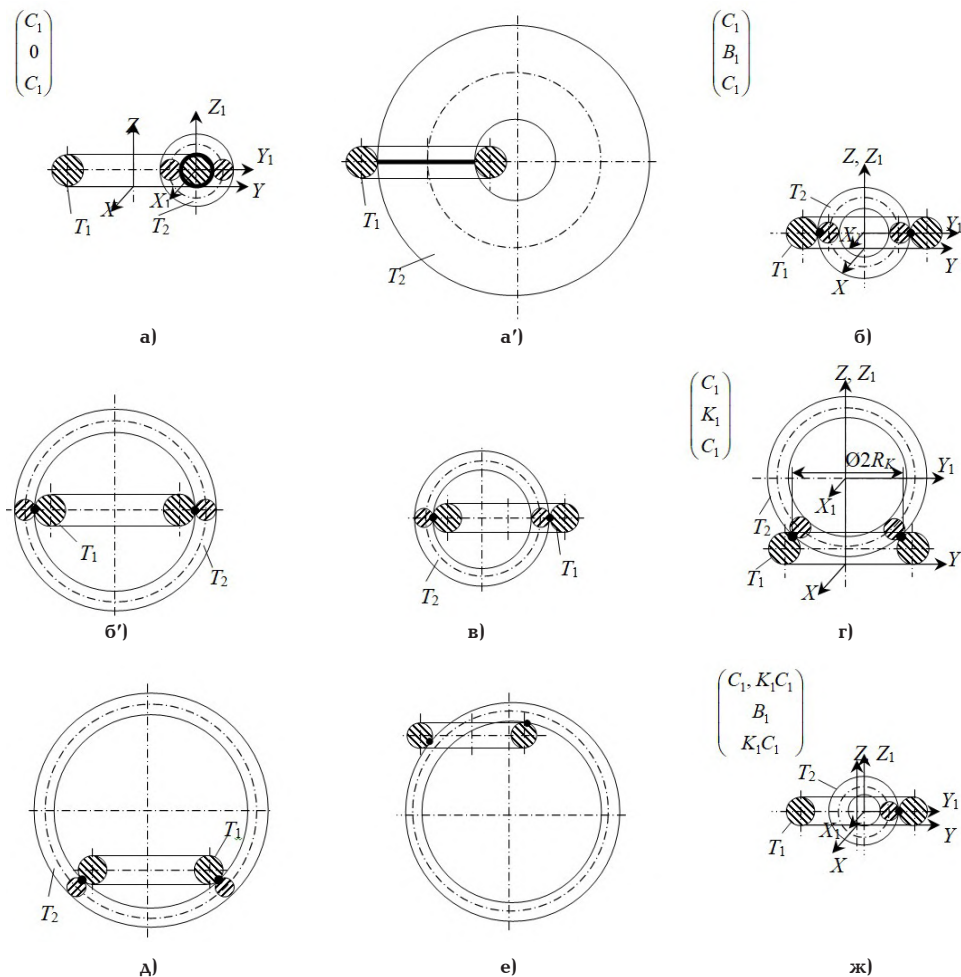 C₁
0
C₁
Z
Z₁
Y₁
Y
X
X₁
T₁
T₂
а)
T₁
T₂
а′)
C₁
B₁
C₁
Z, Z₁
T₂
Y₁
Y
X₁
X
T₁
б)
T₁
T₂
б′)
T₂
T₁
в)
C₁
K₁
C₁
Z, Z₁
Ø2R_K
Y₁
X₁
T₂
T₁
X
Y
г)
T₁
T₂
д)
е)
C₁, K₁C₁
B₁
K₁C₁
Z Z₁
T₂
Y₁
Y
T₁
X₁
X
ж)